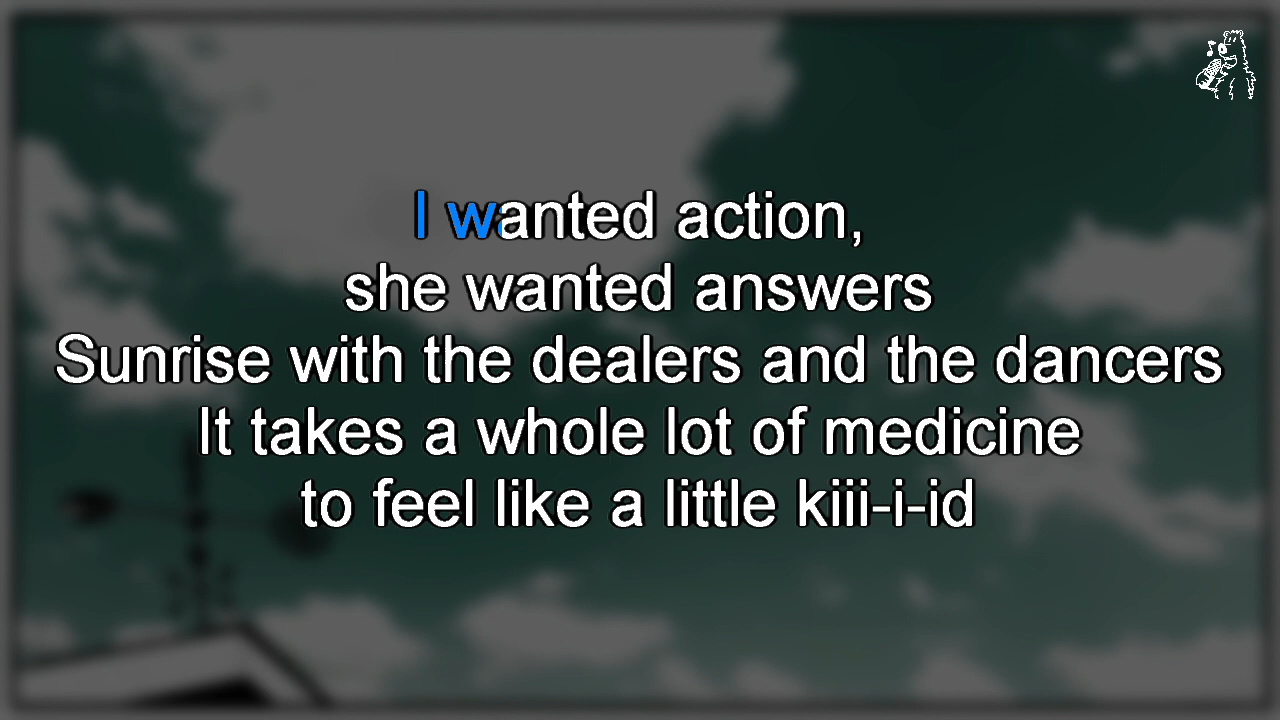 I wanted action,
she wanted answers
Sunrise with the dealers and the dancers
It takes a whole lot of medicine
to feel like a little kiii-i-id